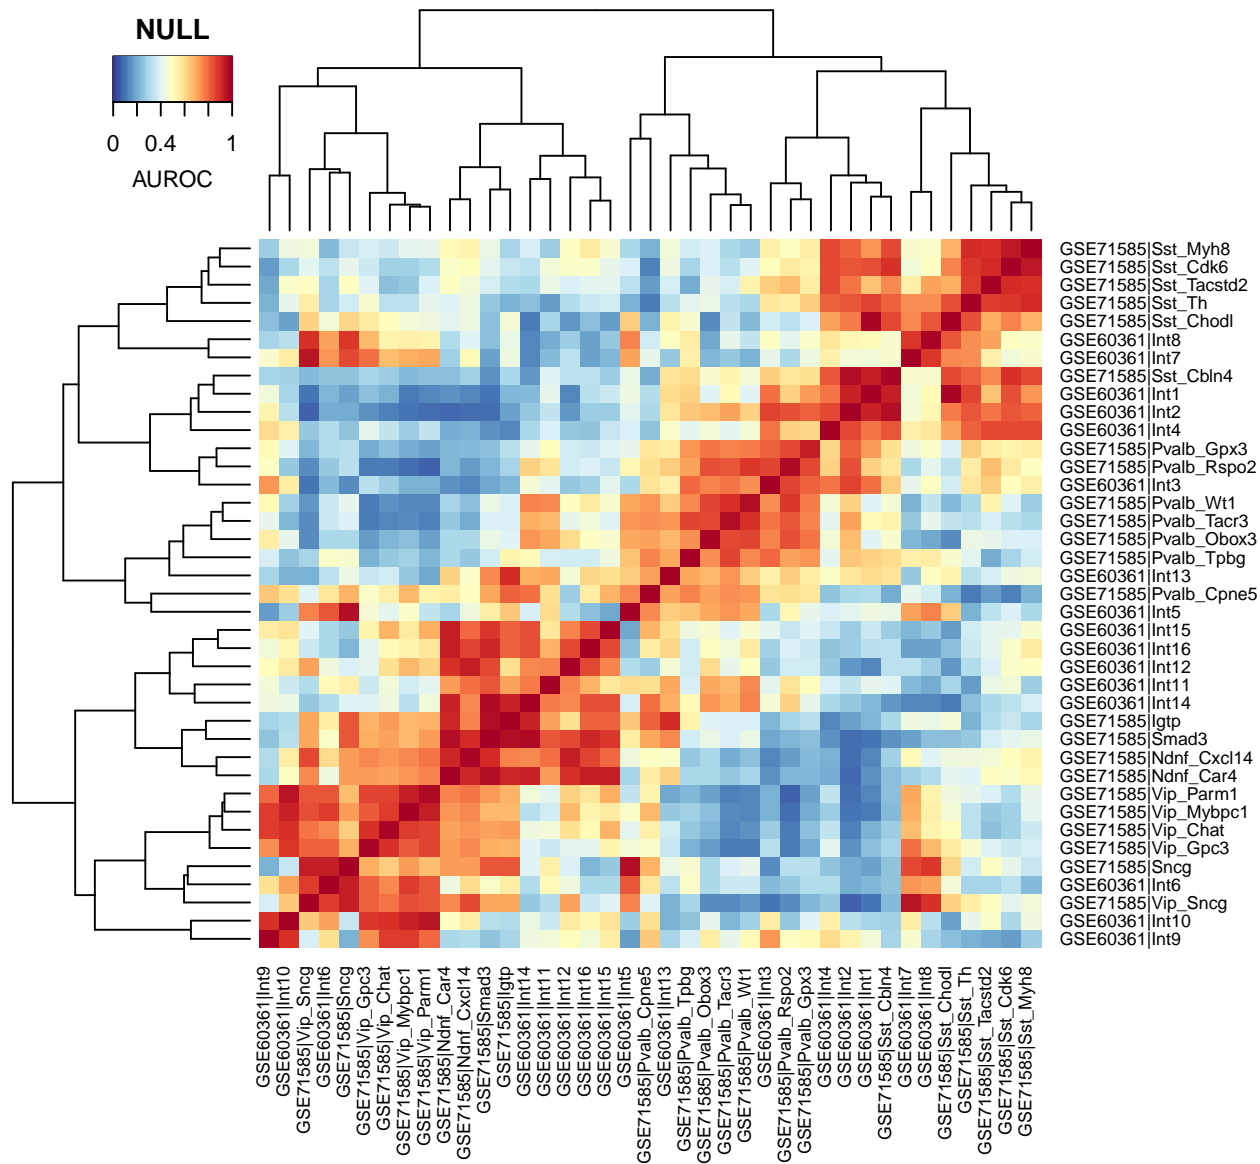 NULL
0 0.4 1
AUROC
GSE71585|Sst_Myh8
GSE71585|Sst_Cdk6
GSE71585|Sst_Tacstd2
GSE71585|Sst_Th
GSE71585|Sst_Chodl
GSE60361|Int8
GSE60361|Int7
GSE71585|Sst_Cbln4
GSE60361|Int1
GSE60361|Int2
GSE60361|Int4
GSE71585|Pvalb_Gpx3
GSE71585|Pvalb_Rspo2
GSE60361|Int3
GSE71585|Pvalb_Wt1
GSE71585|Pvalb_Tacr3
GSE71585|Pvalb_Obox3
GSE71585|Pvalb_Tpbg
GSE60361|Int13
GSE71585|Pvalb_Cpne5
GSE60361|Int5
GSE60361|Int15
GSE60361|Int16
GSE60361|Int12
GSE60361|Int11
GSE60361|Int14
GSE71585|Igtp
GSE71585|Smad3
GSE71585|Ndnf_Cxcl14
GSE71585|Ndnf_Car4
GSE71585|Vip_Parm1
GSE71585|Vip_Mybpc1
GSE71585|Vip_Chat
GSE71585|Vip_Gpc3
GSE71585|Sncg
GSE60361|Int6
GSE71585|Vip_Sncg
GSE60361|Int10
GSE60361|Int9
GSE60361|Int9
GSE60361|Int10
GSE71585|Vip_Sncg
GSE60361|Int6
GSE71585|Sncg
GSE71585|Vip_Gpc3
GSE71585|Vip_Chat
GSE71585|Vip_Mybpc1
GSE71585|Vip_Parm1
GSE71585|Ndnf_Car4
GSE71585|Ndnf_Cxcl14
GSE71585|Smad3
GSE71585|Igtp
GSE60361|Int14
GSE60361|Int11
GSE60361|Int12
GSE60361|Int16
GSE60361|Int15
GSE60361|Int5
GSE71585|Pvalb_Cpne5
GSE60361|Int13
GSE71585|Pvalb_Tpbg
GSE71585|Pvalb_Obox3
GSE71585|Pvalb_Tacr3
GSE71585|Pvalb_Wt1
GSE60361|Int3
GSE71585|Pvalb_Rspo2
GSE71585|Pvalb_Gpx3
GSE60361|Int4
GSE60361|Int2
GSE60361|Int1
GSE71585|Sst_Cbln4
GSE60361|Int7
GSE60361|Int8
GSE71585|Sst_Chodl
GSE71585|Sst_Th
GSE71585|Sst_Tacstd2
GSE71585|Sst_Cdk6
GSE71585|Sst_Myh8